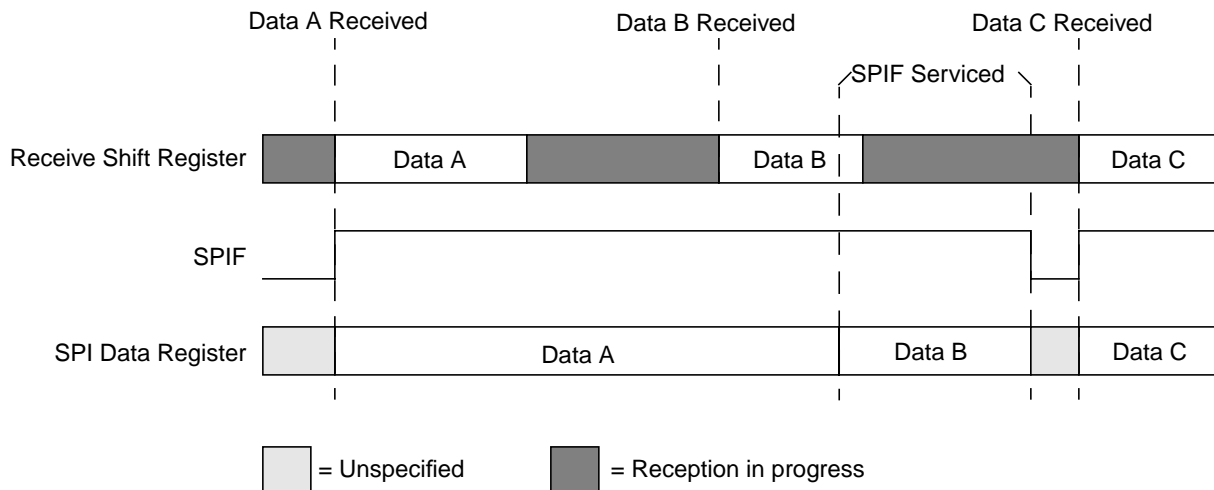 Data A Received
Data B Received
Data C Received
SPIF Serviced
Receive Shift Register
Data A
Data B
Data C
SPIF
SPI Data Register
Data A
Data B
Data C
= Unspecified
= Reception in progress